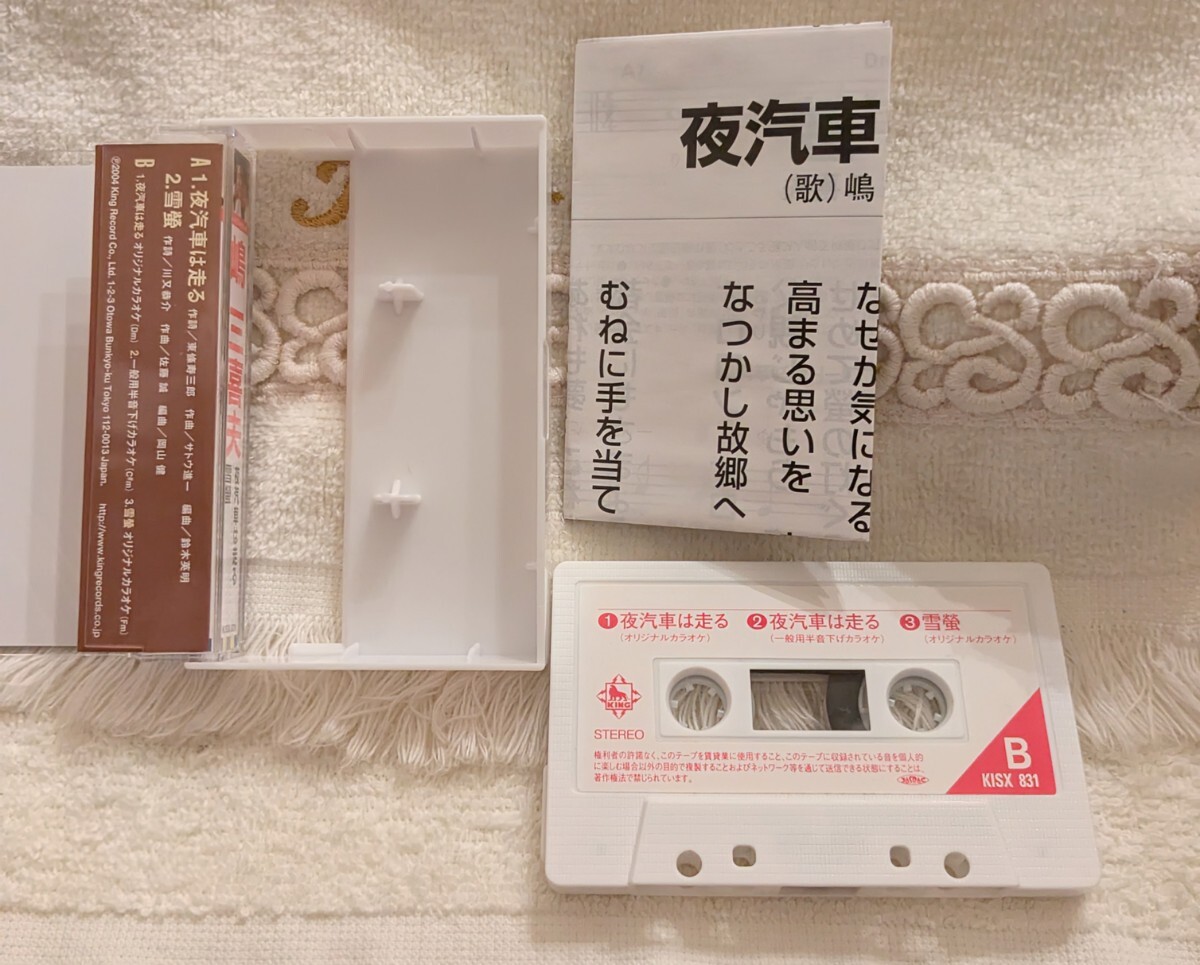 A 1.夜汽車は走る 作詩／東條寿三郎 作曲／サトウ進一 編曲／鈴木英明
2.雪螢 作詩／川又恭介 作曲／佐藤誠 編曲／岡山健
B 1.夜汽車は走る オリジナルカラオケ(Dm) 2.一般用半音下げカラオケ(C#m) 3.雪螢 オリジナルカラオケ(Fm)
Ⓟ2004 King Record Co., Ltd. 1-2-3 Otowa Bunkyo-ku Tokyo 112-0013 Japan. http://www.kingrecords.co.jp
夜汽車
(歌) 嶋
なぜか気になる
高まる思いを
なつかし故郷へ
むねに手を当て
1 夜汽車は走る 2 夜汽車は走る 3 雪螢
(オリジナルカラオケ) (一般用半音下げカラオケ) (オリジナルカラオケ)
KING
STEREO
権利者の許諾なく、このテープを賃貸業に使用すること、このテープに収録されている音を個人的
に楽しむ場合以外の目的で複製することおよびネットワーク等を通じて送信できる状態にすることは、
著作権法で禁じられています。
B
KISX 831